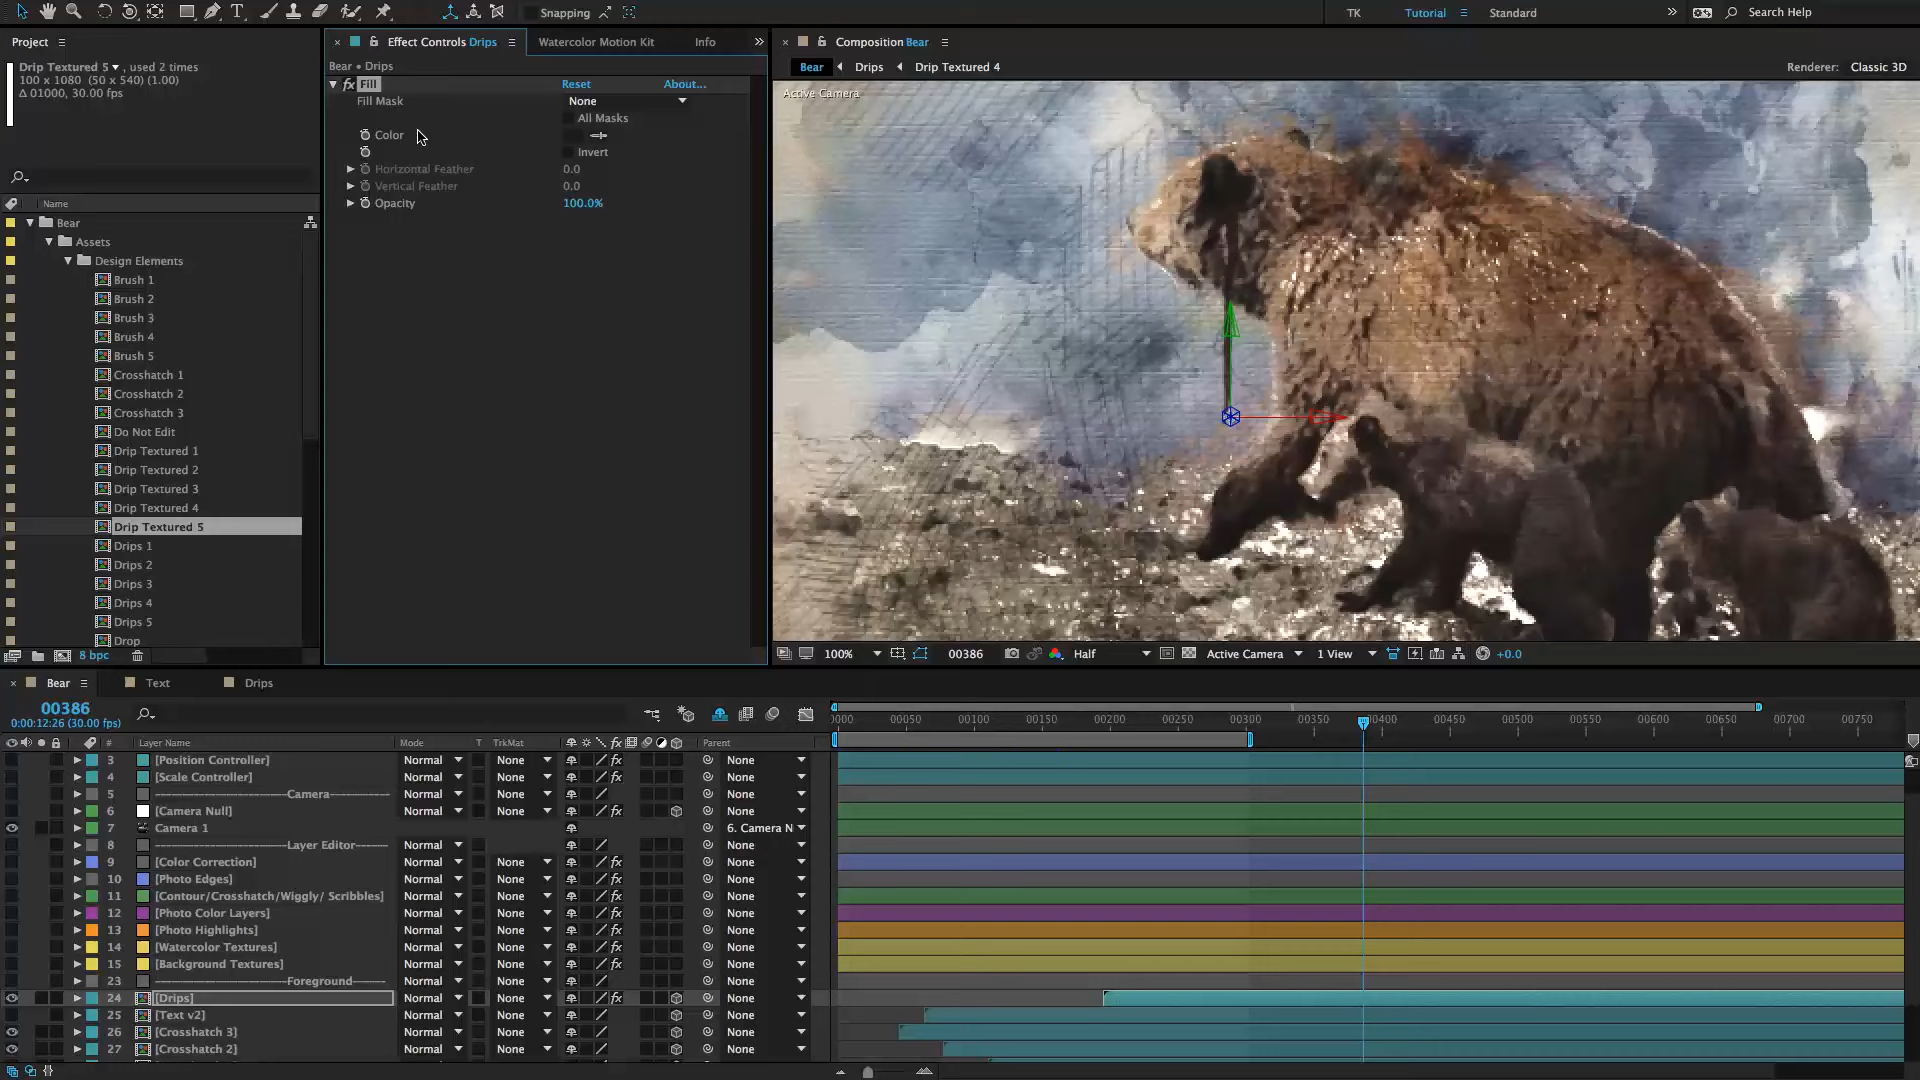 Snapping
TK
Tutorial
Standard
Search Help
Project
Drip Textured 5, used 2 times
100 x 1080 (50 x 540) (1.00)
Δ 01000, 30.00 fps
Name
Bear
Assets
Design Elements
Brush 1
Brush 2
Brush 3
Brush 4
Brush 5
Crosshatch 1
Crosshatch 2
Crosshatch 3
Do Not Edit
Drip Textured 1
Drip Textured 2
Drip Textured 3
Drip Textured 4
Drip Textured 5
Drips 1
Drips 2
Drips 3
Drips 4
Drips 5
Drop
8 bpc
Effect Controls Drips
Watercolor Motion Kit
Info
Bear • Drips
fx Fill Reset About...
Fill Mask None
All Masks
Color
Invert
Horizontal Feather 0.0
Vertical Feather 0.0
Opacity 100.0%
Composition Bear
Bear Drips Drip Textured 4
Renderer: Classic 3D
Active Camera
100% 00386 Half Active Camera 1 View +0.0
Bear Text Drips
00386
0:00:12:26 (30.00 fps)
0000 00050 00100 00150 00200 00250 00300 00350 00400 00450 00500 00550 00600 00650 00700 00750
# Layer Name Mode T TrkMat fx Parent
3 [Position Controller] Normal None fx None
4 [Scale Controller] Normal None fx None
5 -------------------------Camera----------- Normal None
6 [Camera Null] Normal None fx None
7 Camera 1 6. Camera N
8 -------------------------Layer Editor------- Normal None
9 [Color Correction] Normal None fx None
10 [Photo Edges] Normal None fx None
11 [Contour/Crosshatch/Wiggly/ Scribbles] Normal None fx None
12 [Photo Color Layers] Normal None fx None
13 [Photo Highlights] Normal None fx None
14 [Watercolor Textures] Normal None fx None
15 [Background Textures] Normal None fx None
23 -------------------------Foreground----- Normal None None
24 [Drips] Normal None fx None
25 [Text v2] Normal None None
26 [Crosshatch 3] Normal None None
27 [Crosshatch 2] Normal None None